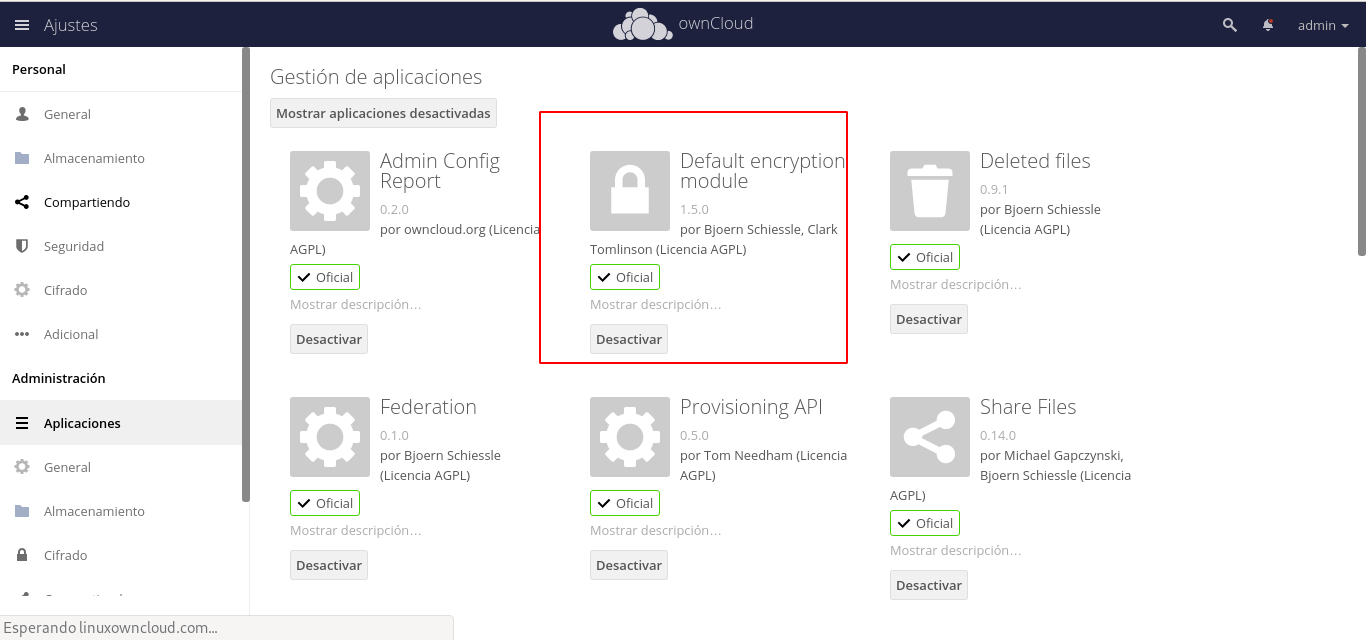 Ajustes
ownCloud
admin
Personal
General
Almacenamiento
Compartiendo
Seguridad
Cifrado
Adicional
Administración
Aplicaciones
General
Almacenamiento
Cifrado
Esperando linuxowncloud.com...
Gestión de aplicaciones
Mostrar aplicaciones desactivadas
Admin Config
Report
0.2.0
por owncloud.org (Licencia
AGPL)
Oficial
Mostrar descripción…
Desactivar
Default encryption
module
1.5.0
por Bjoern Schiessle, Clark
Tomlinson (Licencia AGPL)
Oficial
Mostrar descripción…
Desactivar
Deleted files
0.9.1
por Bjoern Schiessle
(Licencia AGPL)
Oficial
Mostrar descripción…
Desactivar
Federation
0.1.0
por Bjoern Schiessle
(Licencia AGPL)
Oficial
Mostrar descripción…
Desactivar
Provisioning API
0.5.0
por Tom Needham (Licencia
AGPL)
Oficial
Mostrar descripción…
Desactivar
Share Files
0.14.0
por Michael Gapczynski,
Bjoern Schiessle (Licencia
AGPL)
Oficial
Mostrar descripción…
Desactivar